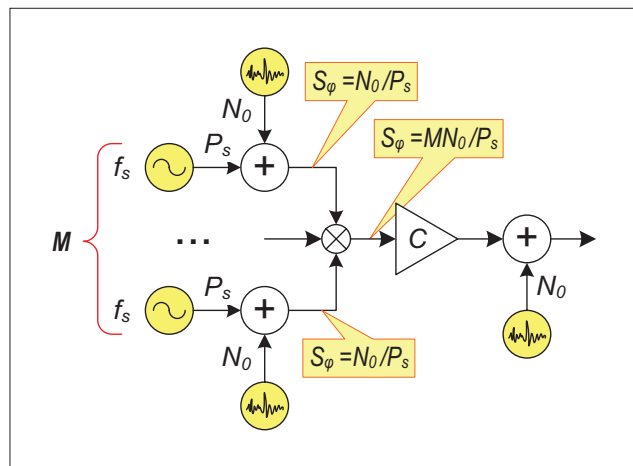 Sφ=N0/Ps
N0
Sφ=MN0/Ps
Ps
fs
+
M
...
C
+
Ps
fs
+
N0
N0
Sφ=N0/Ps